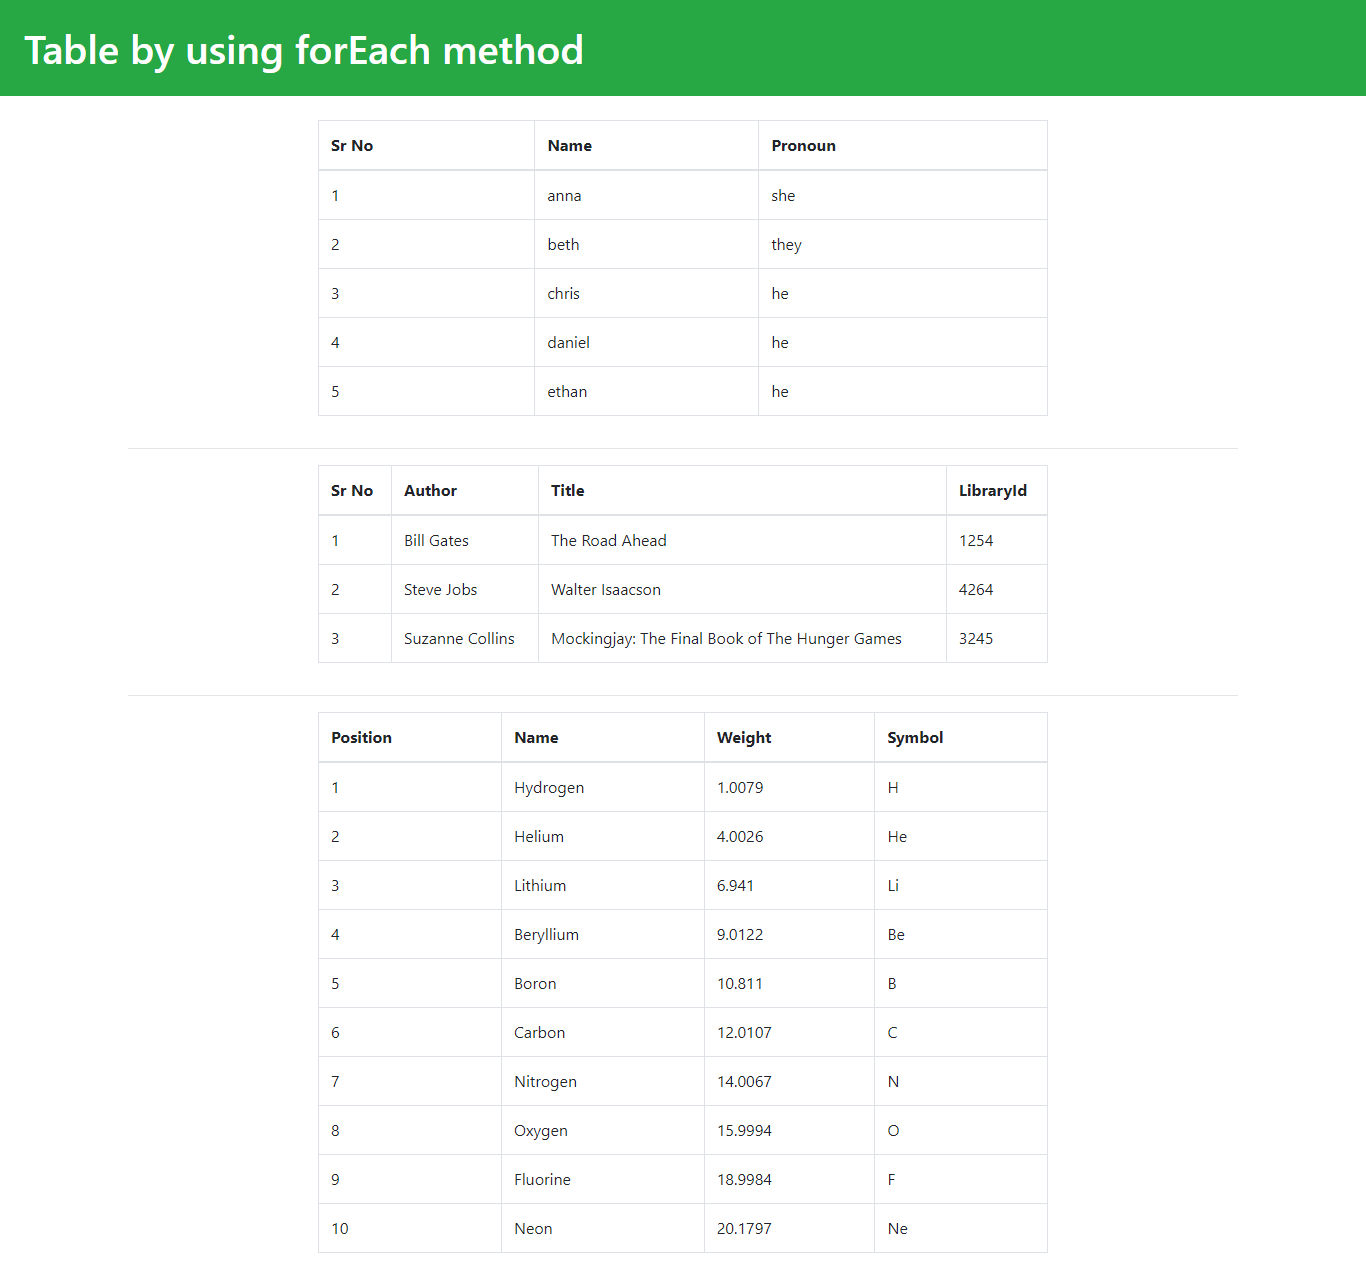 Table by using forEach method
Sr No Name Pronoun
1 anna she
2 beth they
3 chris he
4 daniel he
5 ethan he
Sr No Author Title LibraryId
1 Bill Gates The Road Ahead 1254
2 Steve Jobs Walter Isaacson 4264
3 Suzanne Collins Mockingjay: The Final Book of The Hunger Games 3245
Position Name Weight Symbol
1 Hydrogen 1.0079 H
2 Helium 4.0026 He
3 Lithium 6.941 Li
4 Beryllium 9.0122 Be
5 Boron 10.811 B
6 Carbon 12.0107 C
7 Nitrogen 14.0067 N
8 Oxygen 15.9994 O
9 Fluorine 18.9984 F
10 Neon 20.1797 Ne